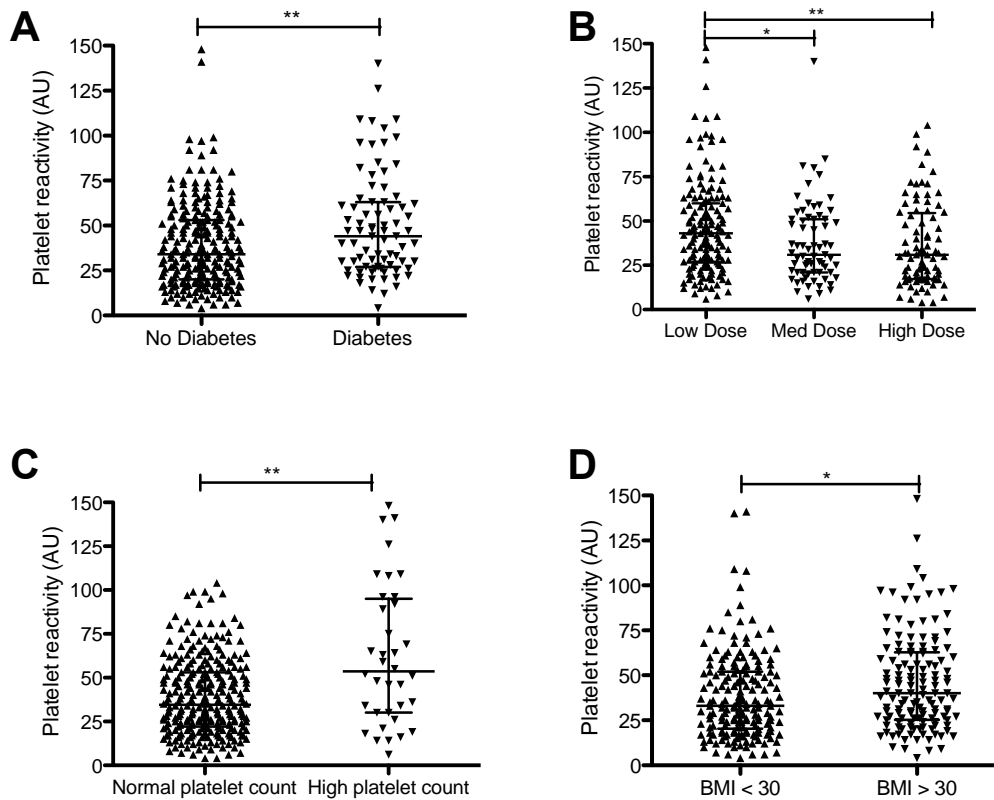 A
**
Platelet reactivity (AU)
150
125
100
75
50
25
0
No Diabetes Diabetes
B
**
*
Platelet reactivity (AU)
150
125
100
75
50
25
0
Low Dose Med Dose High Dose
C
**
Platelet reactivity (AU)
150
125
100
75
50
25
0
Normal platelet count High platelet count
D
*
Platelet reactivity (AU)
150
125
100
75
50
25
0
BMI < 30 BMI > 30